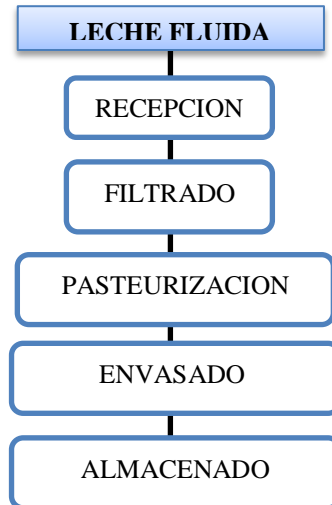 LECHE FLUIDA
RECEPCION
FILTRADO
PASTEURIZACION
ENVASADO
ALMACENADO